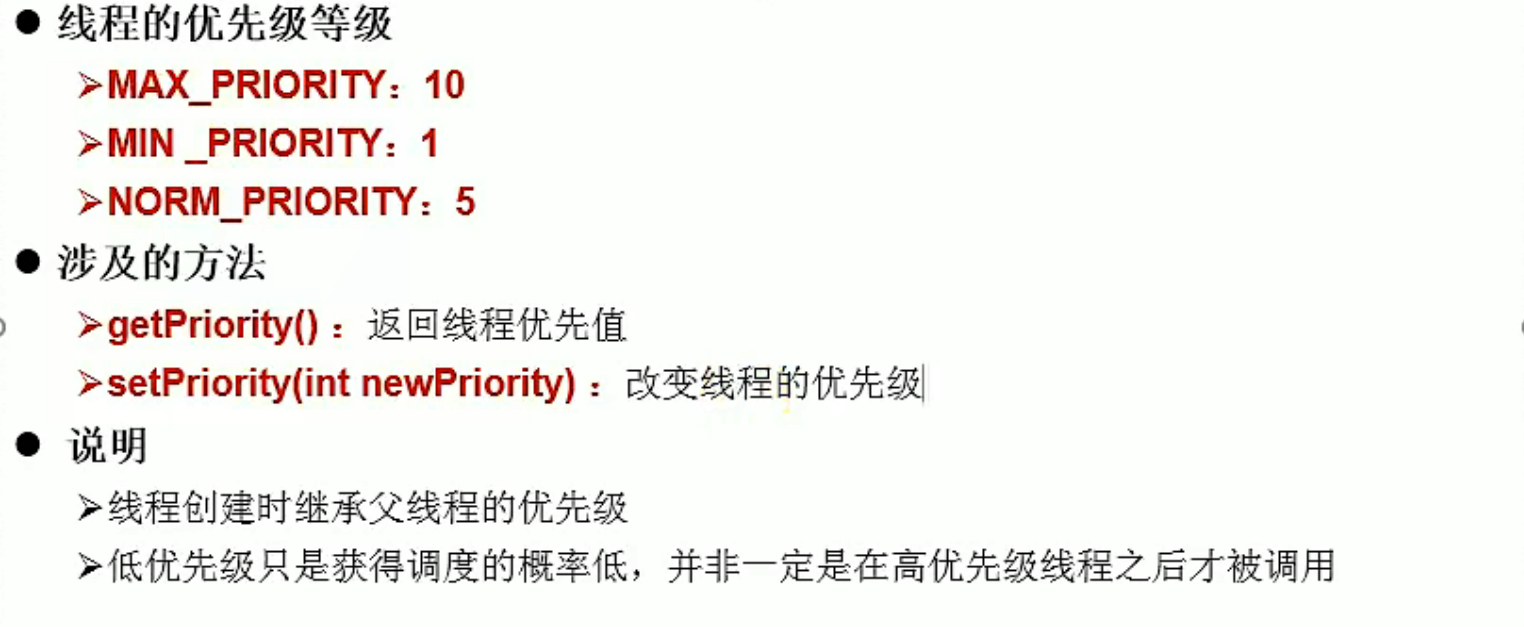 ● 线程的优先级等级
➢MAX_PRIORITY：10
➢MIN _PRIORITY：1
➢NORM_PRIORITY：5
● 涉及的方法
➢getPriority() ：返回线程优先值
➢setPriority(int newPriority) ：改变线程的优先级
● 说明
➢线程创建时继承父线程的优先级
➢低优先级只是获得调度的概率低，并非一定是在高优先级线程之后才被调用